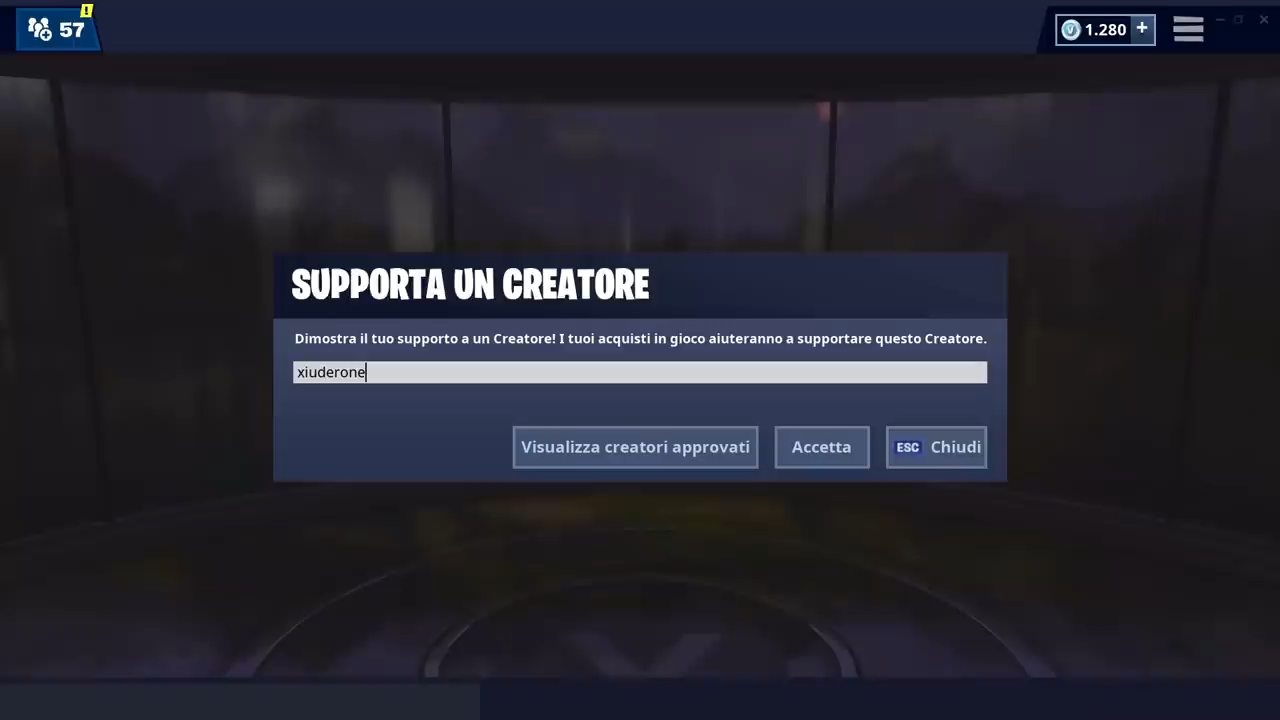 57
!
1.280 +
SUPPORTA UN CREATORE
Dimostra il tuo supporto a un Creatore! I tuoi acquisti in gioco aiuteranno a supportare questo Creatore.
xiuderone
Visualizza creatori approvati
Accetta
ESC Chiudi